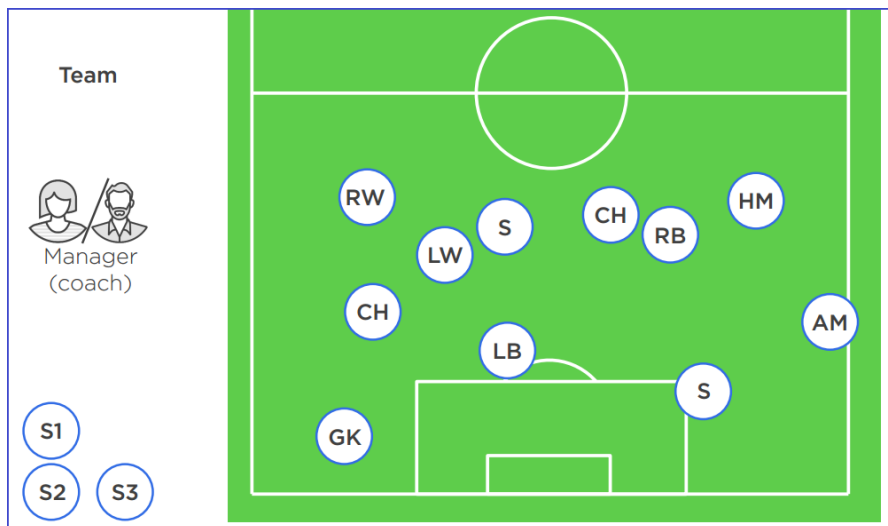 Team
Manager
(coach)
S1
S2
S3
RW
LW
S
CH
RB
HM
CH
LB
AM
S
GK